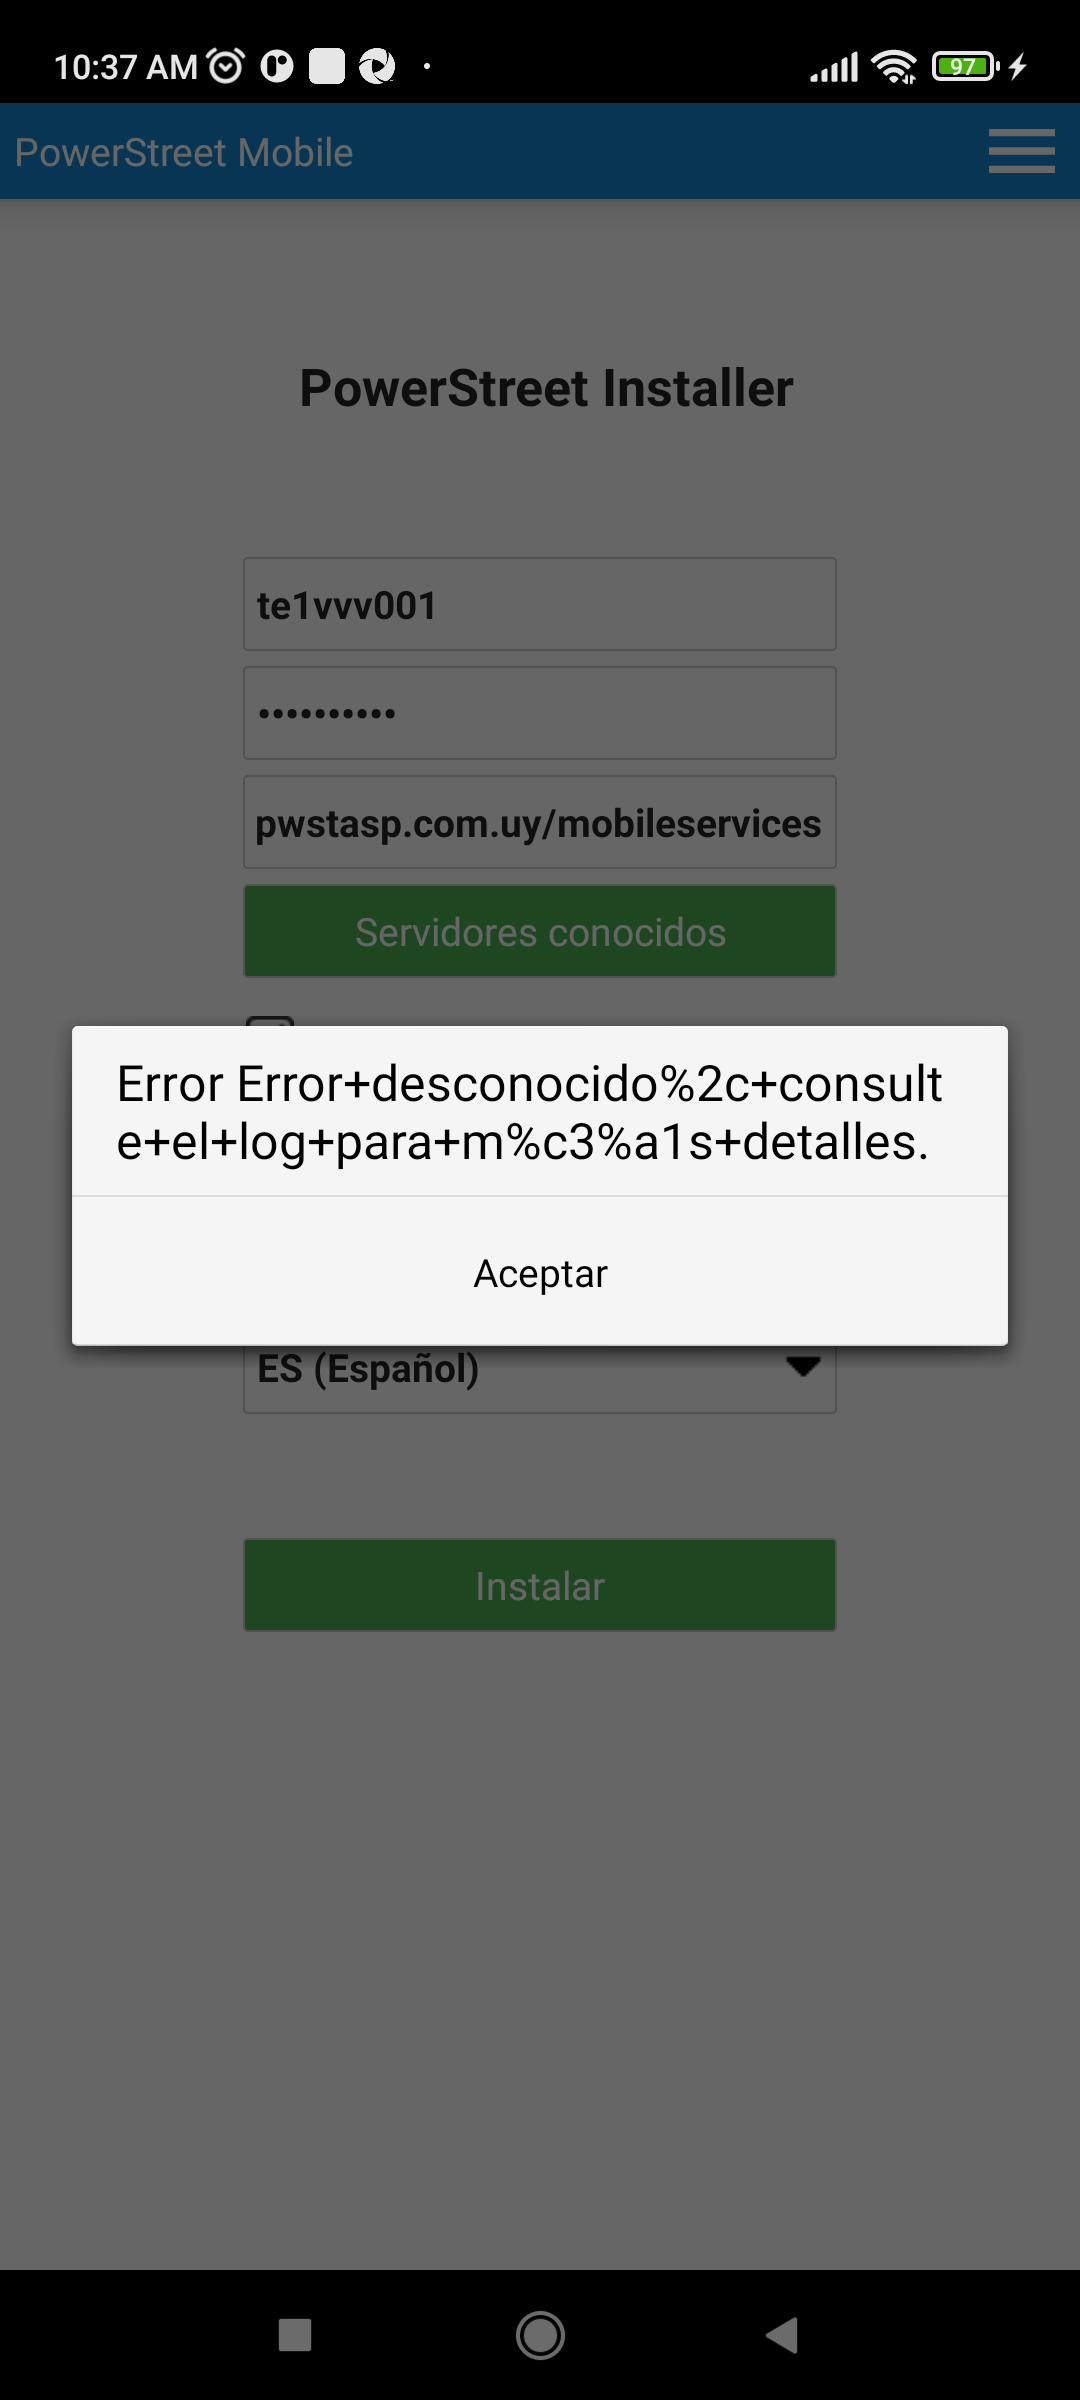 10:37 AM
97
PowerStreet Mobile
PowerStreet Installer
te1vvv001
••••••••••
pwstasp.com.uy/mobileservices
Servidores conocidos
Error Error+desconocido%2c+consult
e+el+log+para+m%c3%a1s+detalles.
Aceptar
ES (Español)
Instalar